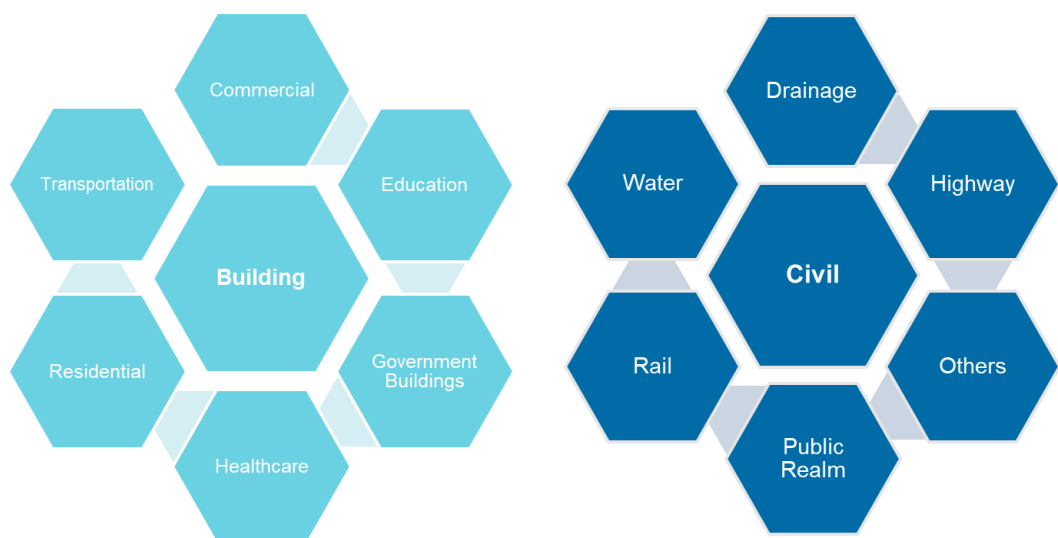 Commercial
Transportation
Education
Building
Residential
Government
Buildings
Healthcare
Drainage
Water
Highway
Civil
Rail
Others
Public
Realm